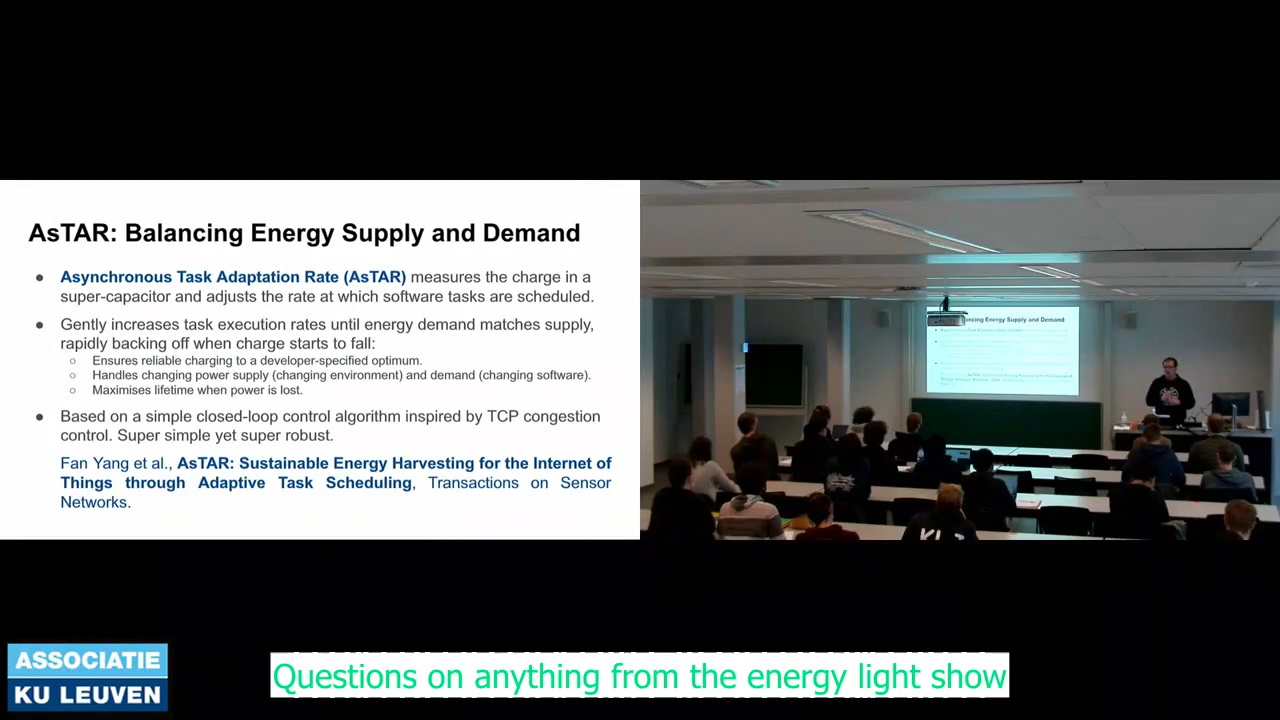 AsTAR: Balancing Energy Supply and Demand
● Asynchronous Task Adaptation Rate (AsTAR) measures the charge in a
super-capacitor and adjusts the rate at which software tasks are scheduled.
● Gently increases task execution rates until energy demand matches supply,
rapidly backing off when charge starts to fall:
○ Ensures reliable charging to a developer-specified optimum.
○ Handles changing power supply (changing environment) and demand (changing software).
○ Maximises lifetime when power is lost.
● Based on a simple closed-loop control algorithm inspired by TCP congestion
control. Super simple yet super robust.
Fan Yang et al., AsTAR: Sustainable Energy Harvesting for the Internet of
Things through Adaptive Task Scheduling, Transactions on Sensor
Networks.
Balancing Energy Supply and Demand
ASSOCIATIE
KU LEUVEN
Questions on anything from the energy light show